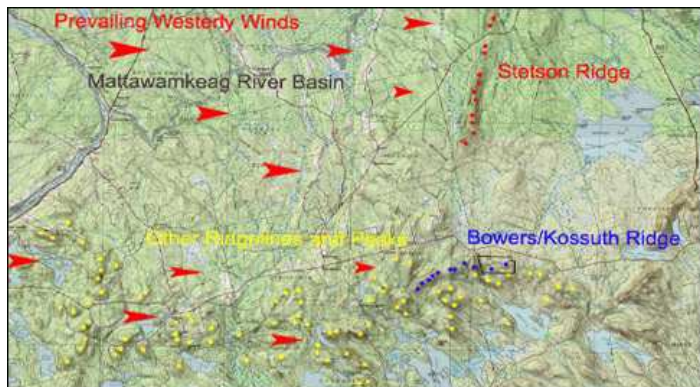 Prevailing/Westerly Winds
Mattawamkeag River Basin
Stetson Ridge
Other Ridgelines and Peaks
Bowers/Kossuth Ridge